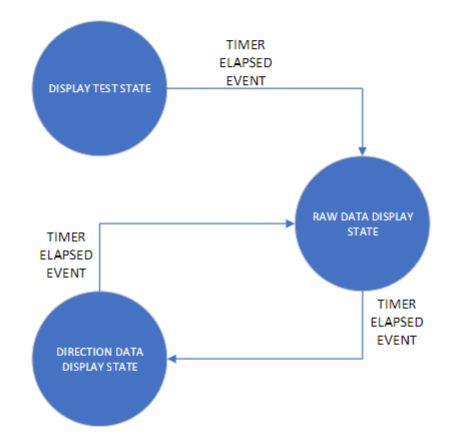 TIMER
ELAPSED
EVENT
DISPLAY TEST STATE
RAW DATA DISPLAY
STATE
TIMER
ELAPSED
EVENT
TIMER
ELAPSED
EVENT
DIRECTION DATA
DISPLAY STATE